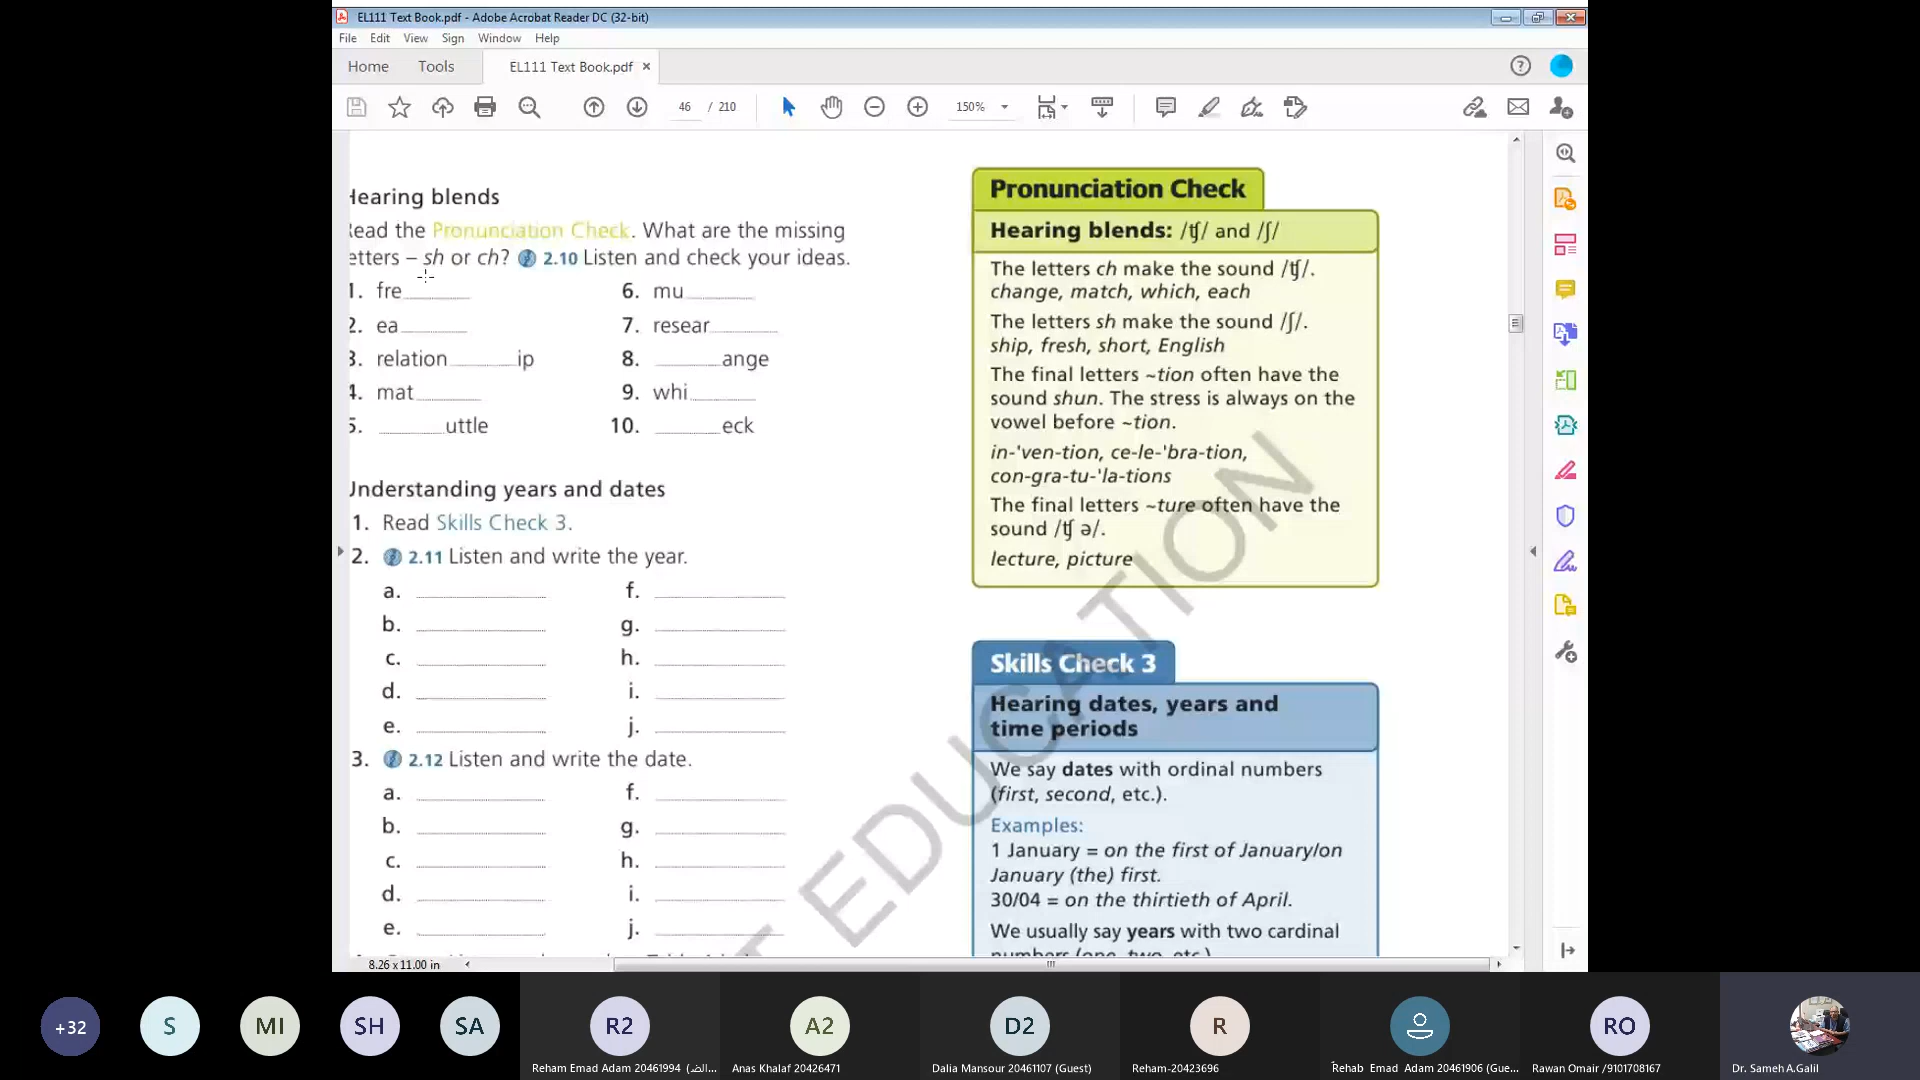 EL111 Text Book.pdf - Adobe Acrobat Reader DC (32-bit)
File Edit View Sign Window Help
Home Tools EL111 Text Book.pdf ×
46 / 210 150%
Hearing blends
Read the Pronunciation Check. What are the missing
letters – sh or ch? 2.10 Listen and check your ideas.
1. fre
2. ea
3. relation ip
4. mat
5. uttle
6. mu
7. resear
8. ange
9. whi
10. eck
Understanding years and dates
1. Read Skills Check 3.
2. 2.11 Listen and write the year.
a. f.
b. g.
c. h.
d. i.
e. j.
3. 2.12 Listen and write the date.
a. f.
b. g.
c. h.
d. i.
e. j.
Pronunciation Check
Hearing blends: /ʧ/ and /ʃ/
The letters ch make the sound /ʧ/.
change, match, which, each
The letters sh make the sound /ʃ/.
ship, fresh, short, English
The final letters ~tion often have the
sound shun. The stress is always on the
vowel before ~tion.
in-'ven-tion, ce-le-'bra-tion,
con-gra-tu-'la-tions
The final letters ~ture often have the
sound /ʧ ə/.
lecture, picture
Skills Check 3
Hearing dates, years and
time periods
We say dates with ordinal numbers
(first, second, etc.).
Examples:
1 January = on the first of January/on
January (the) first.
30/04 = on the thirtieth of April.
We usually say years with two cardinal
numbers (one, two, etc.)
EDUCATION
8.26 x 11.00 in
+32 S MI SH SA R2 A2 D2 R RO
Reham Emad Adam 20461994
Anas Khalaf 20426471
Dalia Mansour 20461107 (Guest)
Reham-20423696
Rehab Emad Adam 20461906 (Gue...
Rawan Omair /9101708167
Dr. Sameh A.Galil